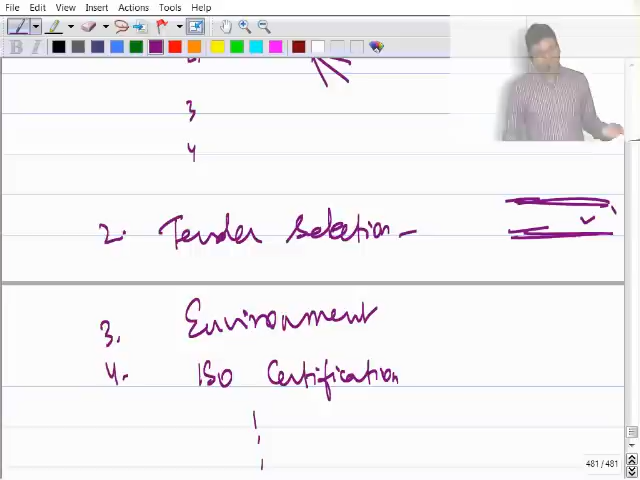 File Edit View Insert Actions Tools Help
B I
3
4
2. Tender Selection -
3. Environment
4. ISO Certification
481 / 481